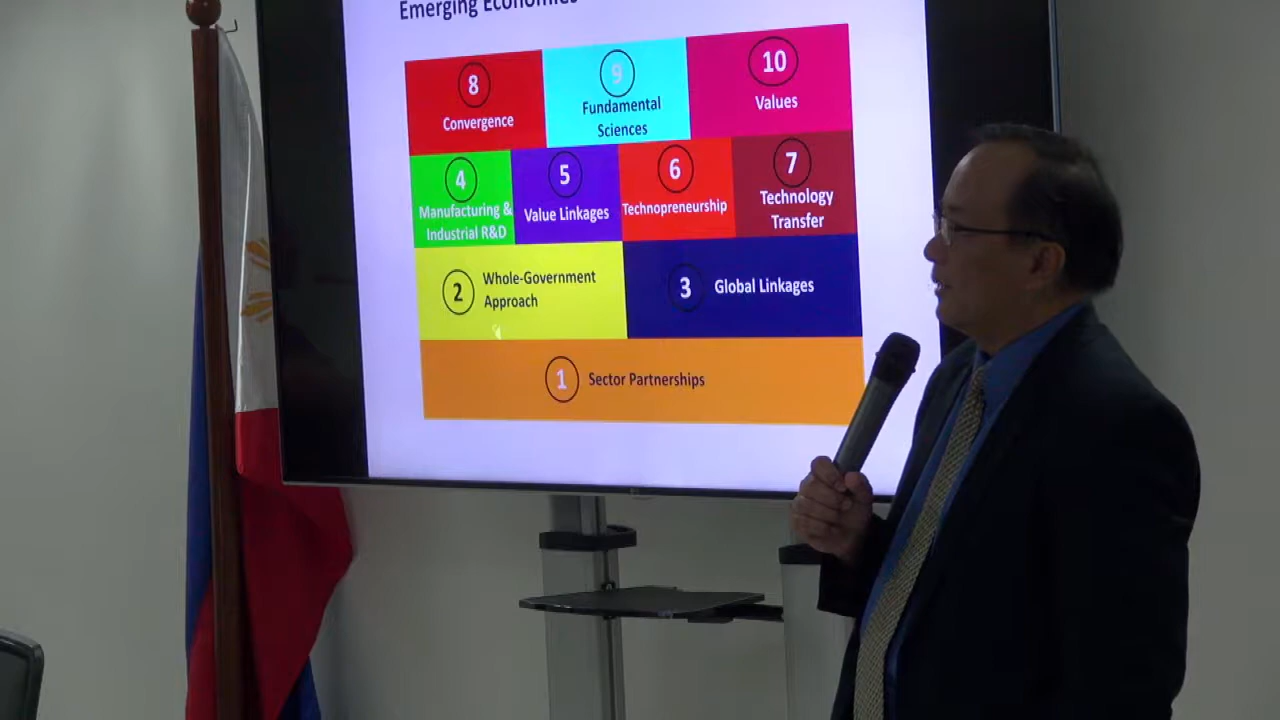 Emerging Economies
8
Convergence
9
Fundamental
Sciences
10
Values
4
Manufacturing &
Industrial R&D
5
Value Linkages
6
Technopreneurship
7
Technology
Transfer
2
Whole-Government
Approach
3
Global Linkages
1
Sector Partnerships